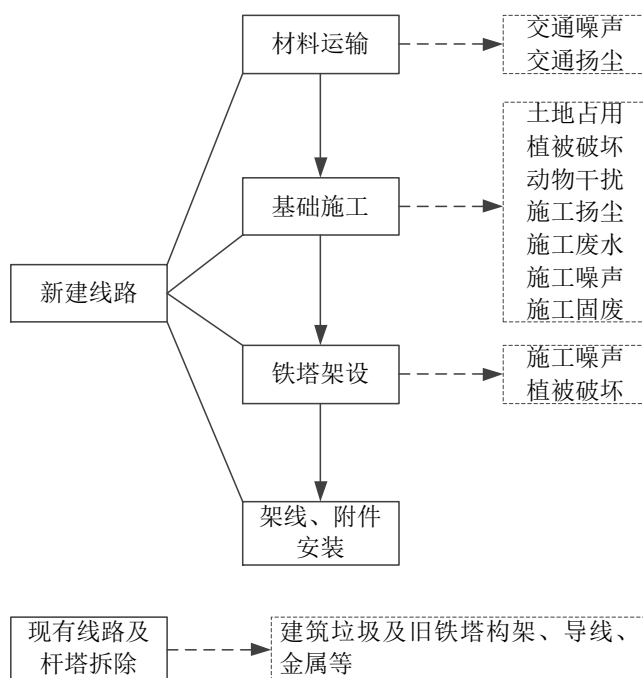 材料运输
交通噪声
交通扬尘
土地占用
植被破坏
动物干扰
施工扬尘
施工废水
施工噪声
施工固废
基础施工
新建线路
铁塔架设
施工噪声
植被破坏
架线、附件
安装
现有线路及
杆塔拆除
建筑垃圾及旧铁塔构架、导线、
金属等